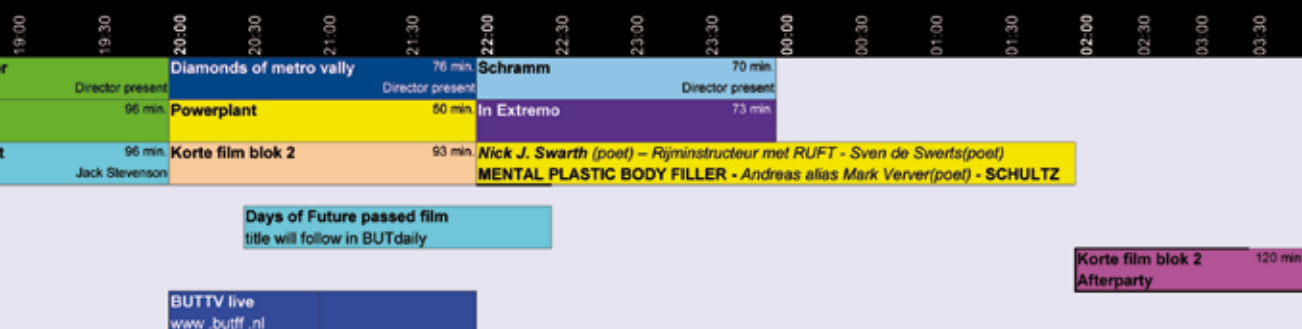 19:00 19:30 20:00 20:30 21:00 21:30 22:00 22:30 23:00 00:00 00:30 01:00 01:30 02:00 02:30 03:00 03:30
r Diamonds of metro vally 76 min. Schramm 70 min.
Director present Director present Director present
96 min. Powerplant 50 min. In Extremo 73 min.
t 96 min. Korte film blok 2 93 min. Nick J. Swarth (poet) – Rijminstructeur met RUFT - Sven de Swerts(poet)
Jack Stevenson MENTAL PLASTIC BODY FILLER - Andreas alias Mark Verver(poet) - SCHULTZ
Days of Future passed film
title will follow in BUTdaily
Korte film blok 2 120 min
Afterparty
BUTTV live
www .butff .nl